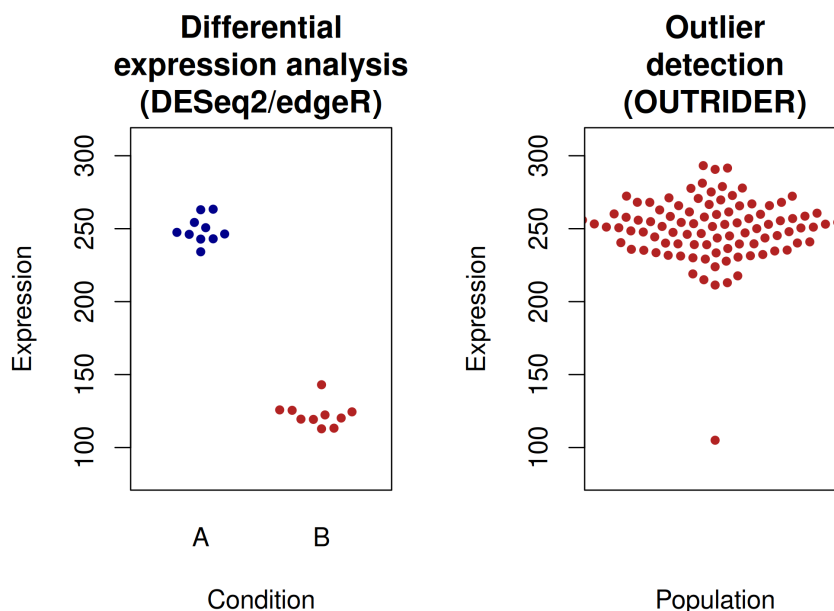 Differential
expression analysis
(DESeq2/edgeR)
Expression
300
250
200
150
100
A
B
Condition
Outlier
detection
(OUTRIDER)
Expression
300
250
200
150
100
Population